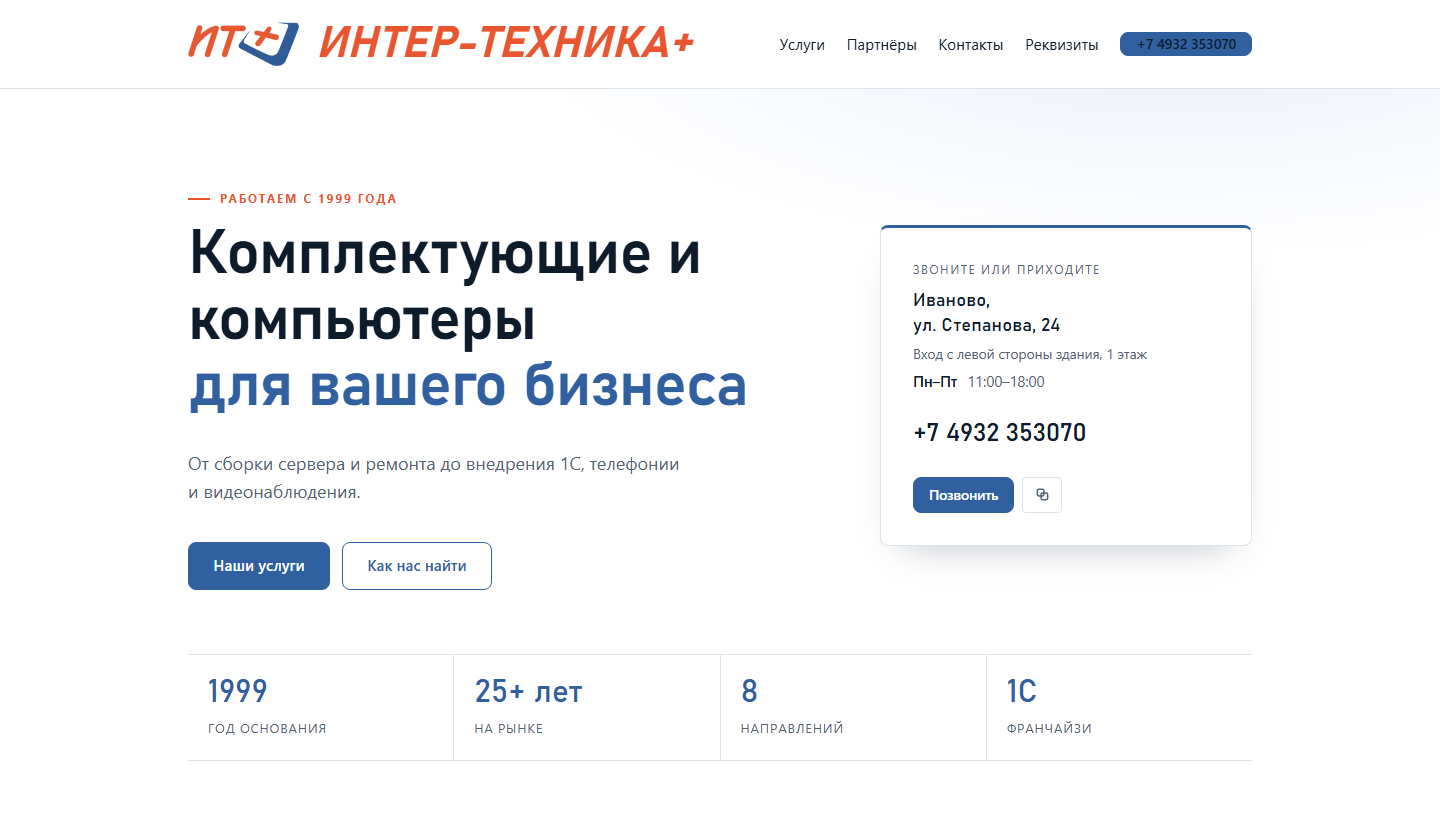 ИТ+ ИНТЕР-ТЕХНИКА+
Услуги Партнёры Контакты Реквизиты +7 4932 353070
РАБОТАЕМ С 1999 ГОДА
Комплектующие и
компьютеры
для вашего бизнеса
От сборки сервера и ремонта до внедрения 1С, телефонии
и видеонаблюдения.
Наши услуги Как нас найти
ЗВОНИТЕ ИЛИ ПРИХОДИТЕ
Иваново,
ул. Степанова, 24
Вход с левой стороны здания, 1 этаж
Пн–Пт 11:00–18:00
+7 4932 353070
Позвонить
1999
ГОД ОСНОВАНИЯ
25+ лет
НА РЫНКЕ
8
НАПРАВЛЕНИЙ
1С
ФРАНЧАЙЗИ